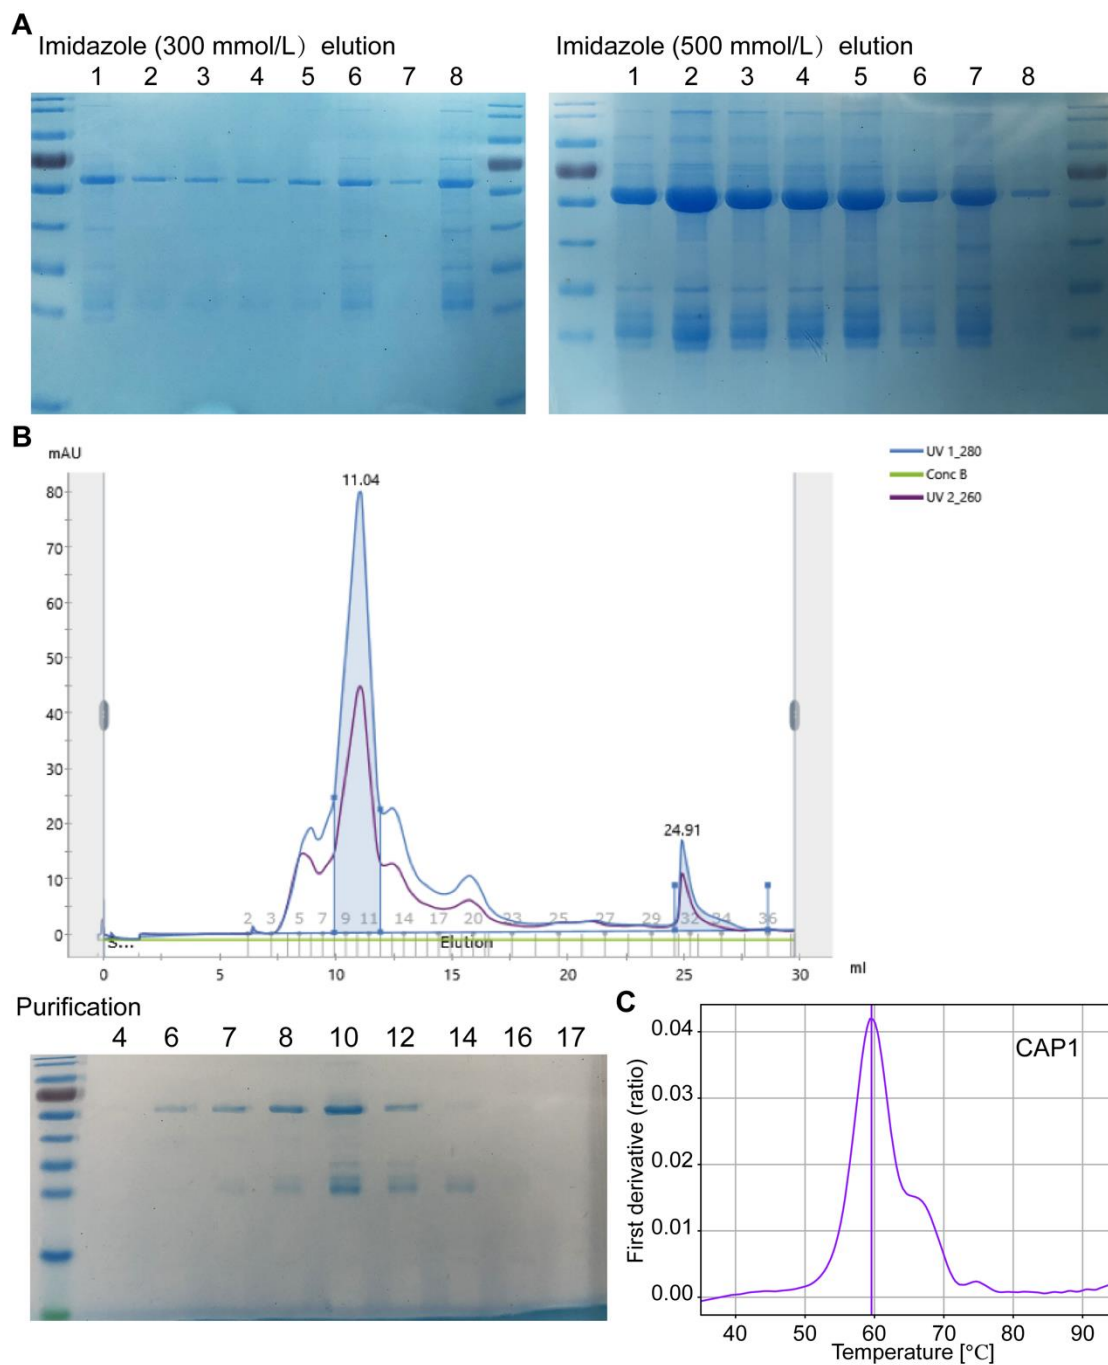 A
Imidazole (300 mmol/L) elution
1 2 3 4 5 6 7 8
Imidazole (500 mmol/L) elution
1 2 3 4 5 6 7 8
B
mAU
80
70
60
50
40
30
20
10
0
11.04
24.91
UV 1_280
Conc B
UV 2_260
2 3 5 7 9 11 14 17 20 23 25 27 29 32 34 36
S...
Elution
0 5 10 15 20 25 30 ml
Purification
4 6 7 8 10 12 14 16 17
C
CAP1
First derivative (ratio)
0.04
0.03
0.02
0.01
0.00
40 50 60 70 80 90
Temperature [°C]